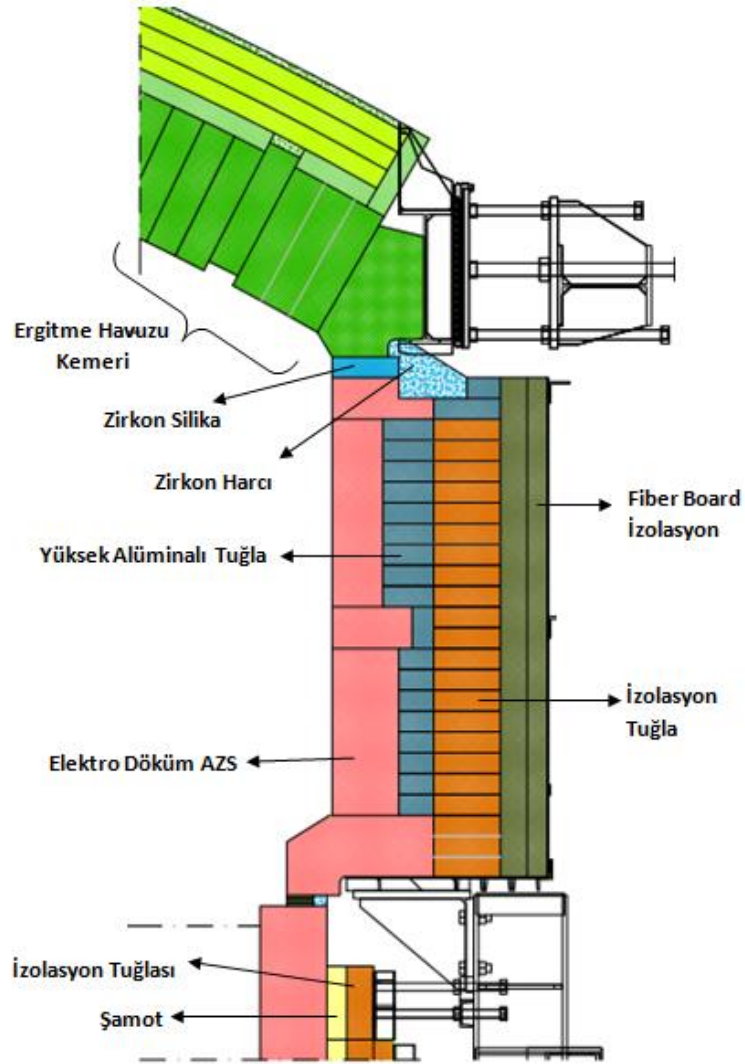 Ergitme Havuzu
Kemeri
Zirkon Silika
Zirkon Harcı
Yüksek Alüminalı Tuğla
Fiber Board
İzolasyon
İzolasyon
Tuğla
Elektro Döküm AZS
İzolasyon Tuğlası
Şamot